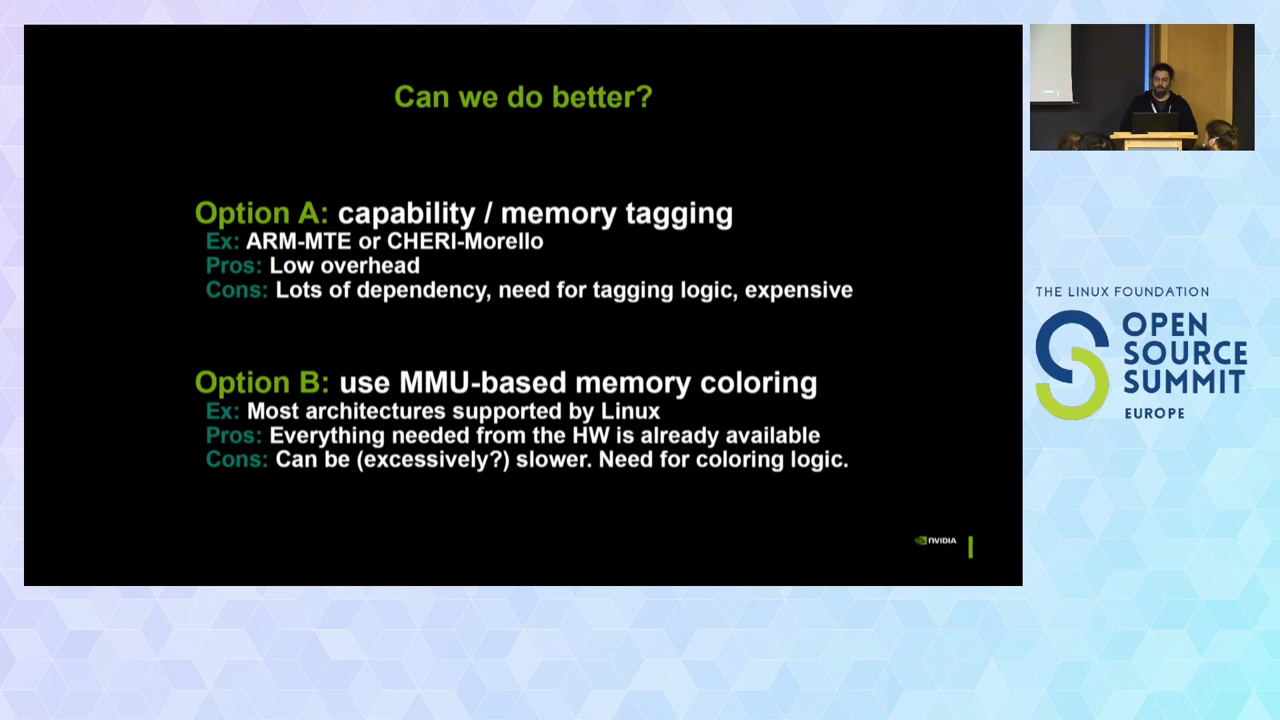 Can we do better?
Option A: capability / memory tagging
Ex: ARM-MTE or CHERI-Morello
Pros: Low overhead
Cons: Lots of dependency, need for tagging logic, expensive
Option B: use MMU-based memory coloring
Ex: Most architectures supported by Linux
Pros: Everything needed from the HW is already available
Cons: Can be (excessively?) slower. Need for coloring logic.
NVIDIA
THE LINUX FOUNDATION
OPEN
SOURCE
SUMMIT
EUROPE